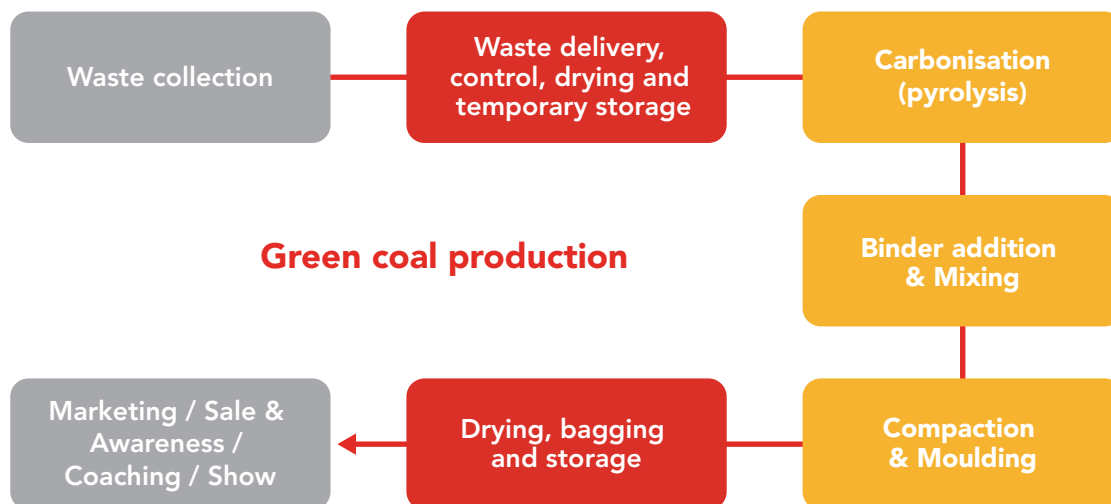 Waste collection
Waste delivery,
control, drying and
temporary storage
Carbonisation
(pyrolysis)
Green coal production
Binder addition
& Mixing
Marketing / Sale &
Awareness /
Coaching / Show
Drying, bagging
and storage
Compaction
& Moulding